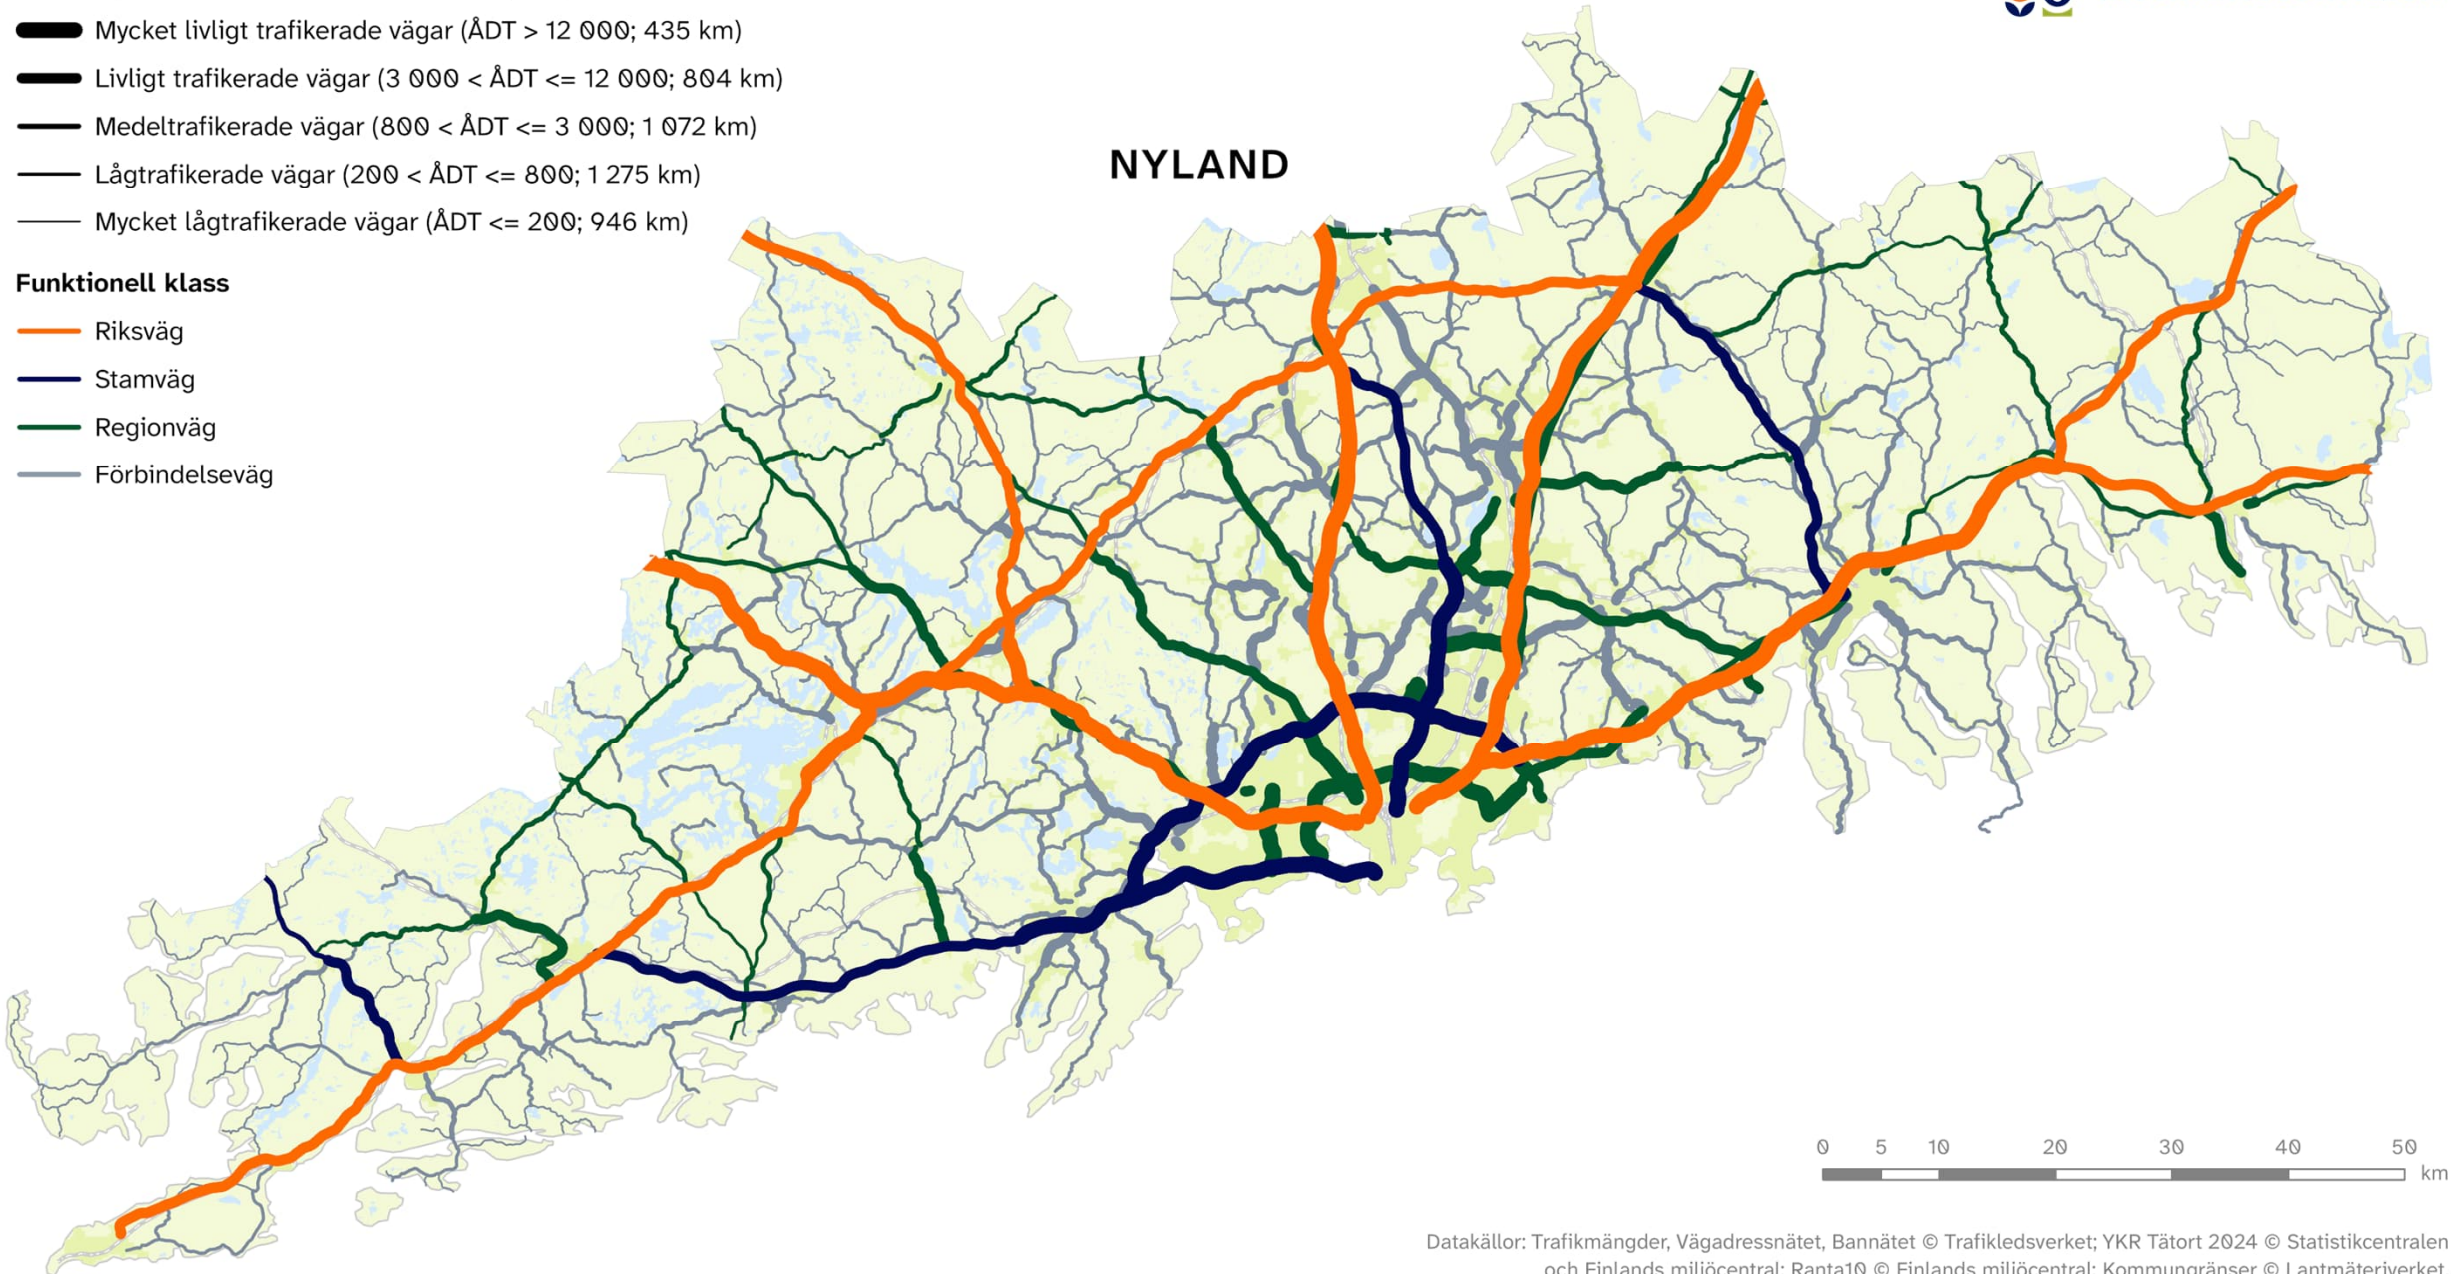 Mycket livligt trafikerade vägar (ÅDT > 12 000; 435 km)
Livligt trafikerade vägar (3 000 < ÅDT <= 12 000; 804 km)
Medeltrafikerade vägar (800 < ÅDT <= 3 000; 1 072 km)
Lågtrafikerade vägar (200 < ÅDT <= 800; 1 275 km)
Mycket lågtrafikerade vägar (ÅDT <= 200; 946 km)
Funktionell klass
Riksväg
Stamväg
Regionväg
Förbindelseväg
NYLAND
0 5 10 20 30 40 50
km
Datakällor: Trafikmängder, Vägadressnätet, Bannätet © Trafikledsverket; YKR Tätort 2024 © Statistikcentralen
och Finlands miljöcentral; Ranta10 © Finlands miljöcentral; Kommungränser © Lantmäteriverket